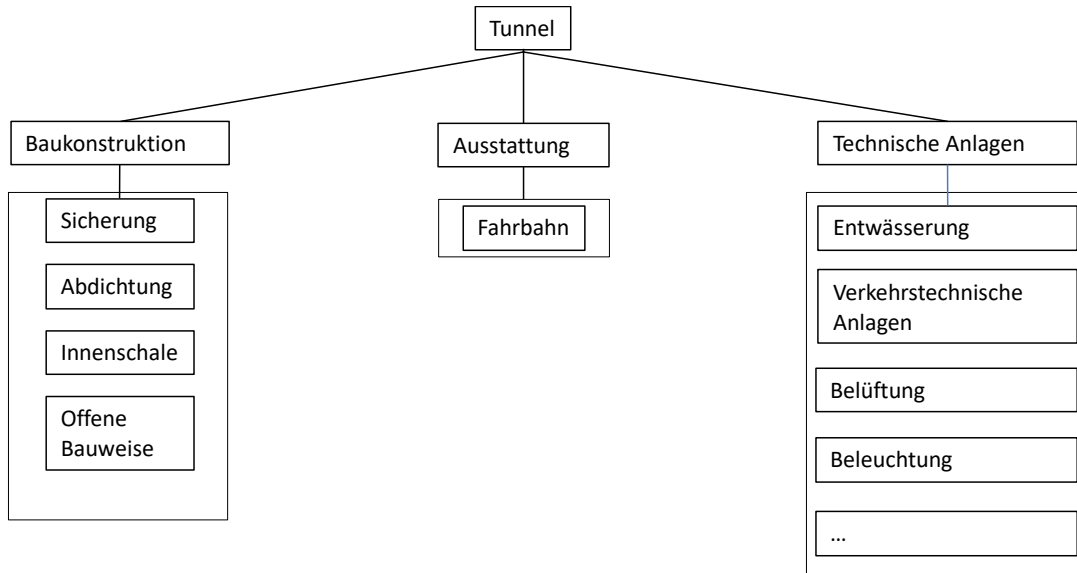 Tunnel
Baukonstruktion
Ausstattung
Technische Anlagen
Sicherung
Abdichtung
Innenschale
Offene
Bauweise
Fahrbahn
Entwässerung
Verkehrstechnische
Anlagen
Belüftung
Beleuchtung
...